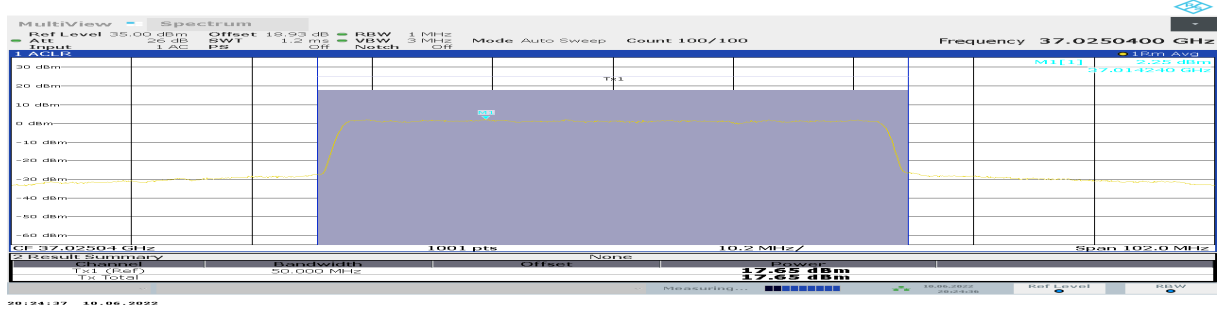 MultiView Spectrum
Ref Level 35.00 dBm Offset 18.93 dB RBW 1 MHz
Att 26 dB SWT 1.2 ms VBW 3 MHz Mode Auto Sweep Count 100/100 Frequency 37.0250400 GHz
Input 1 AC PS Off Notch Off
1 ACLR 1Rm Avg
M1[1] 2.25 dBm
37.014240 GHz
30 dBm
Tx1
20 dBm
10 dBm
M1
0 dBm
-10 dBm
-20 dBm
-30 dBm
-40 dBm
-50 dBm
-60 dBm
CF 37.02504 GHz 1001 pts 10.2 MHz/ Span 102.0 MHz
2 Result Summary None
Channel Bandwidth Offset Power
Tx1 (Ref) 50.000 MHz 17.65 dBm
Tx Total 17.65 dBm
Measuring... 10.06.2022 20:24:36 Ref Level RBW
20:24:37 10.06.2022